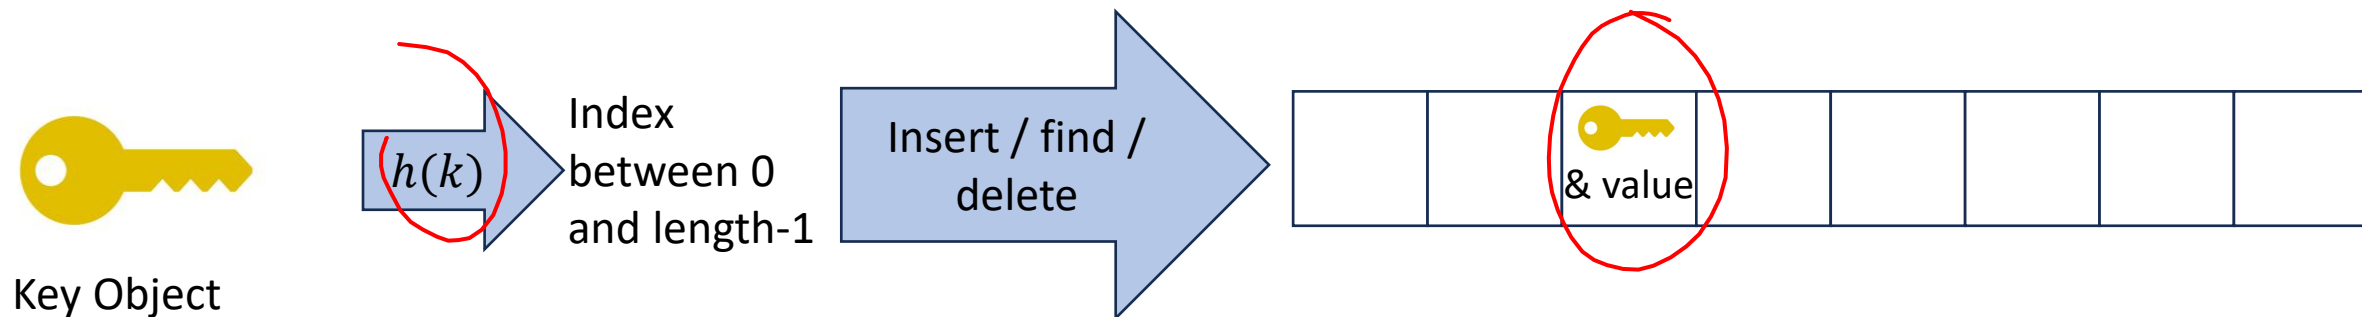 Key Object
h(k)
Index
between 0
and length-1
Insert / find /
delete
& value